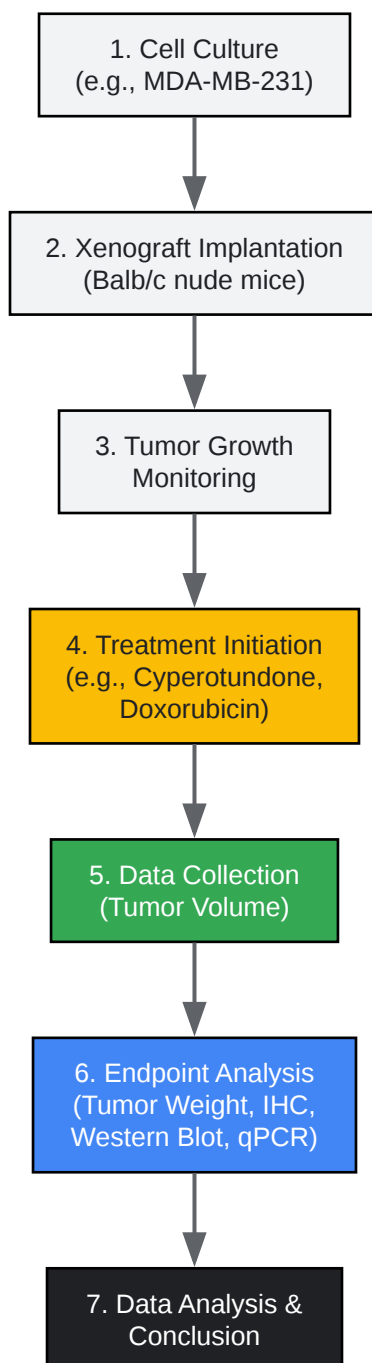 1. Cell Culture
(e.g., MDA-MB-231)
2. Xenograft Implantation
(Balb/c nude mice)
3. Tumor Growth
Monitoring
4. Treatment Initiation
(e.g., Cyperotundone,
Doxorubicin)
5. Data Collection
(Tumor Volume)
6. Endpoint Analysis
(Tumor Weight, IHC,
Western Blot, qPCR)
7. Data Analysis &
Conclusion